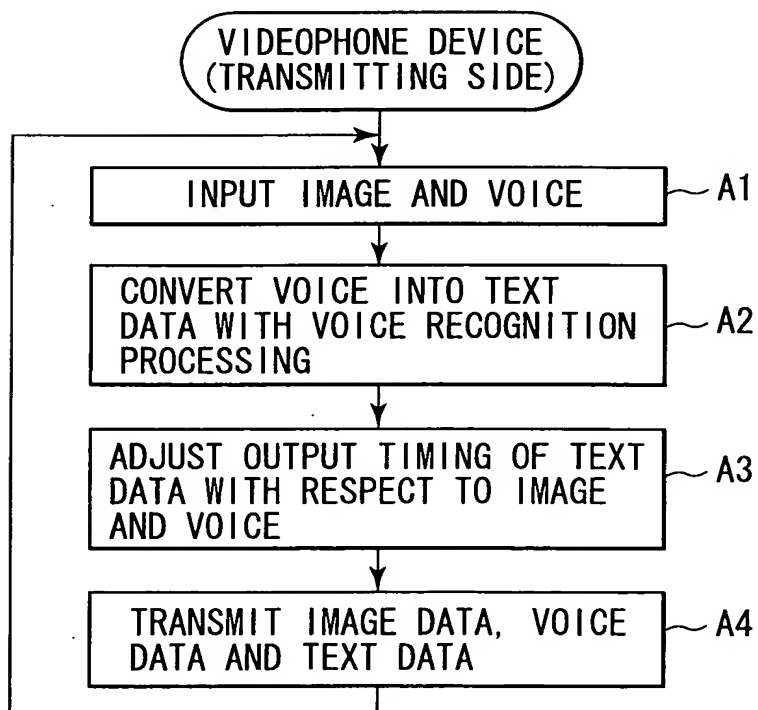 VIDEOPHONE DEVICE
(TRANSMITTING SIDE)
INPUT IMAGE AND VOICE
A1
CONVERT VOICE INTO TEXT
DATA WITH VOICE RECOGNITION
PROCESSING
A2
ADJUST OUTPUT TIMING OF TEXT
DATA WITH RESPECT TO IMAGE
AND VOICE
A3
TRANSMIT IMAGE DATA, VOICE
DATA AND TEXT DATA
A4